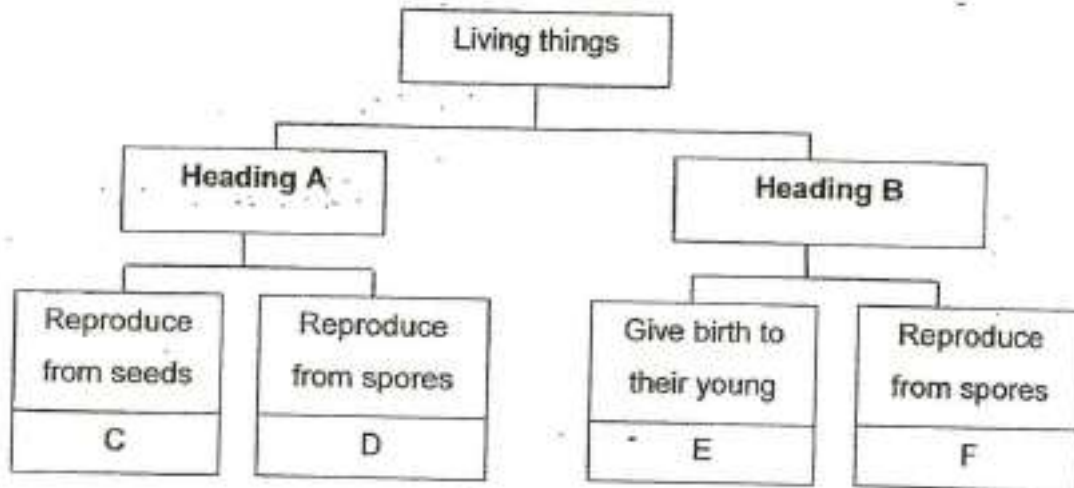 Living things
Heading A
Heading B
Reproduce
from seeds
C
Reproduce
from spores
D
Give birth to
their young
E
Reproduce
from spores
F